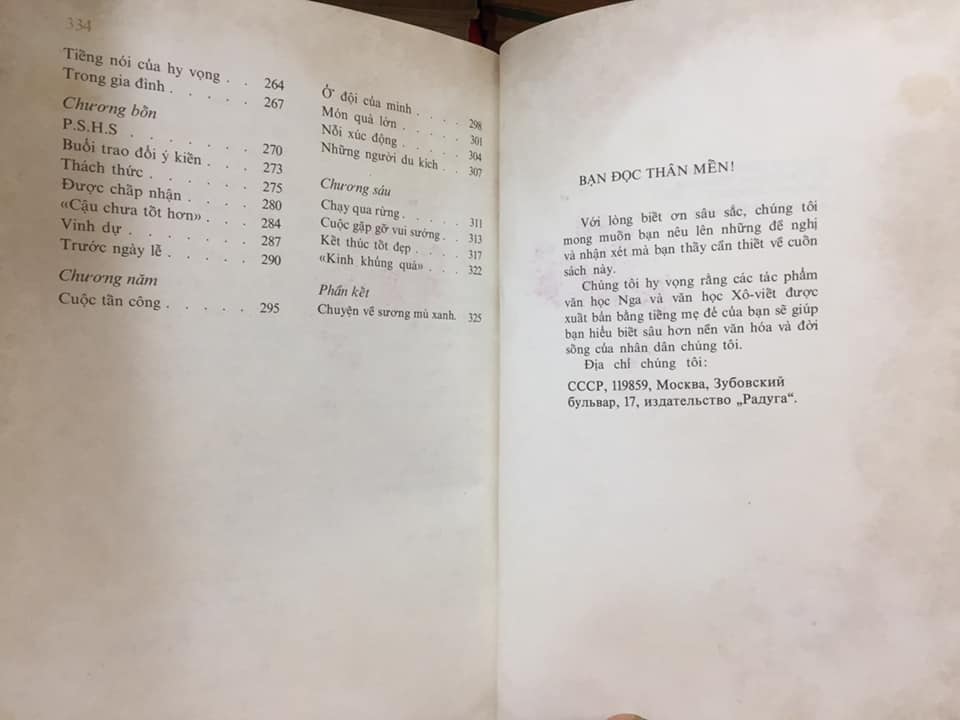 334
Tiếng nói của hy vọng . . 264
Trong gia đình . . . . . 267
Chương bốn
P.S.H.S . . . . . . . 270
Buổi trao đổi ý kiến . . . 273
Thách thức . . . . . . 275
Được chấp nhận . . . . 280
«Cậu chưa tốt hơn» . . . 284
Vinh dự . . . . . . . 287
Trước ngày lễ . . . . . 290
Chương năm
Cuộc tấn công . . . . . 295
Ở đội của mình . . . . 298
Món quà lớn . . . . . 301
Nỗi xúc động . . . . . 304
Những người du kích . . 307
Chương sáu
Chạy qua rừng . . . . . 311
Cuộc gặp gỡ vui sướng . . 313
Kết thúc tốt đẹp . . . . 317
«Kinh khủng quá» . . . 322
Phần kết
Chuyện về sương mù xanh. 325
BẠN ĐỌC THÂN MẾN!
Với lòng biết ơn sâu sắc, chúng tôi
mong muốn bạn nêu lên những đề nghị
và nhận xét mà bạn thấy cần thiết về cuốn
sách này.
Chúng tôi hy vọng rằng các tác phẩm
văn học Nga và văn học Xô-viết được
xuất bản bằng tiếng mẹ đẻ của bạn sẽ giúp
bạn hiểu biết sâu hơn nền văn hóa và đời
sống của nhân dân chúng tôi.
Địa chỉ chúng tôi:
СССР, 119859, Москва, Зубовский
бульвар, 17, издательство „Радуга“.